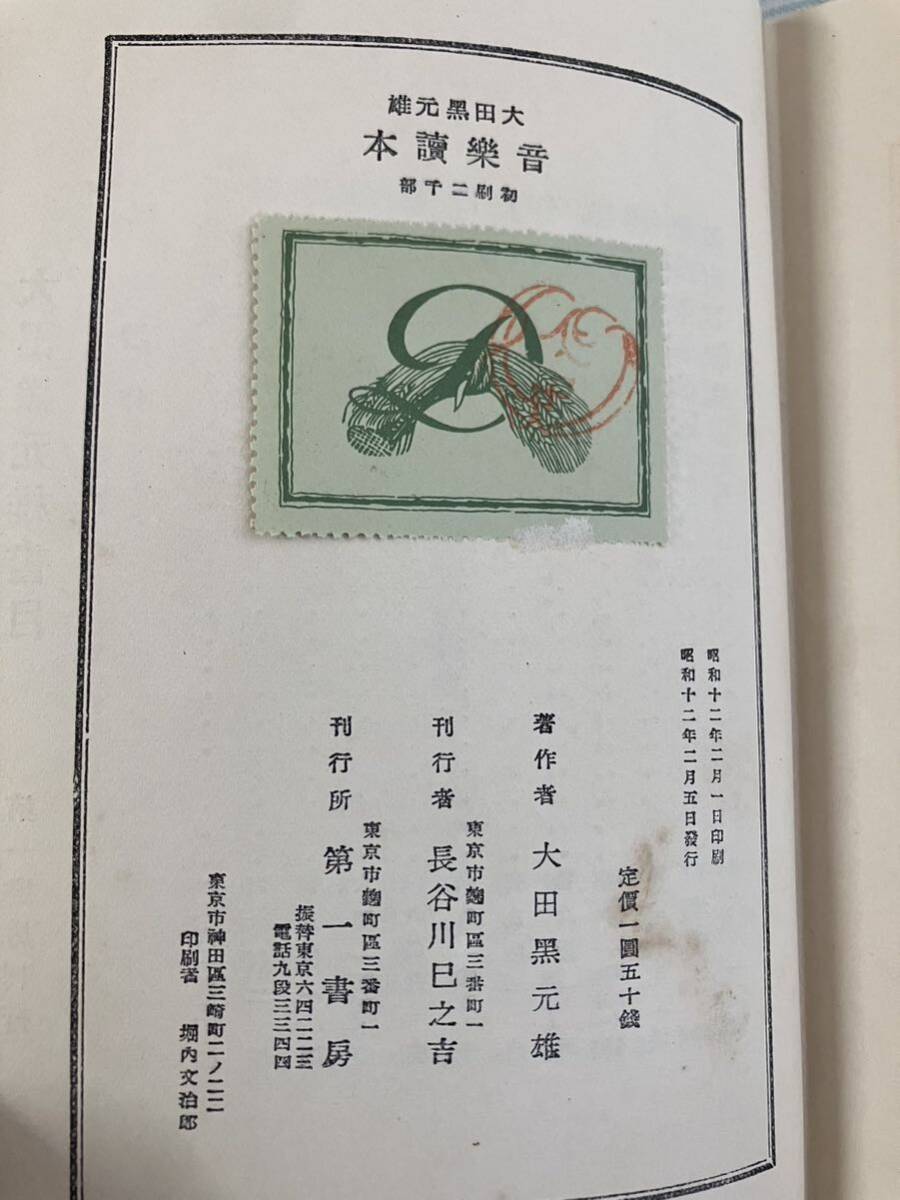 大田黑元雄
音樂讀本
初刷二千部
昭和十二年二月一日印刷
昭和十二年二月五日發行
定價一圓五十錢
著作者 大田黑元雄
東京市麴町區三番町一
刊行者 長谷川巳之吉
東京市麴町區三番町一
刊行所 第一書房
振替東京六四二二三
電話九段三三四四
東京市神田區三崎町二ノ二二
印刷者 堀内文治郎